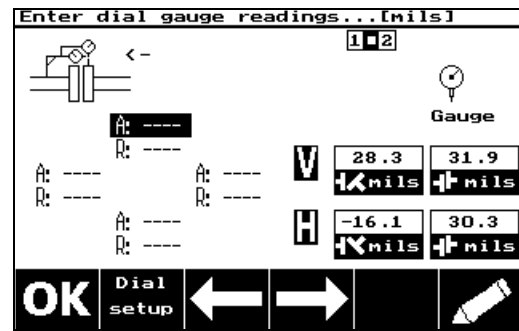 Enter dial gauge readings...[mils]
<-
1 2
Gauge
A: ----
R: ----
A: ---- A: ----
R: ---- R: ----
A: ----
R: ----
V 28.3 31.9
mils mils
H -16.1 30.3
mils mils
OK Dial setup